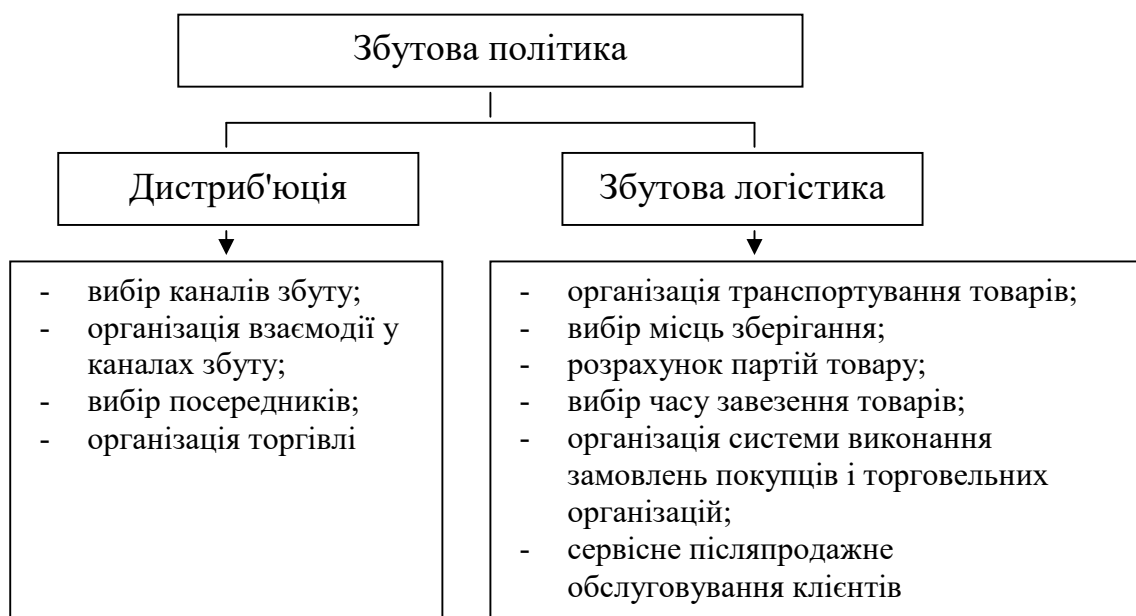 Збутова політика
Дистриб'юція
Збутова логістика
- вибір каналів збуту;
- організація взаємодії у
каналах збуту;
- вибір посередників;
- організація торгівлі
- організація транспортування товарів;
- вибір місць зберігання;
- розрахунок партій товару;
- вибір часу завезення товарів;
- організація системи виконання
замовлень покупців і торговельних
організацій;
- сервісне післяпродажне
обслуговування клієнтів